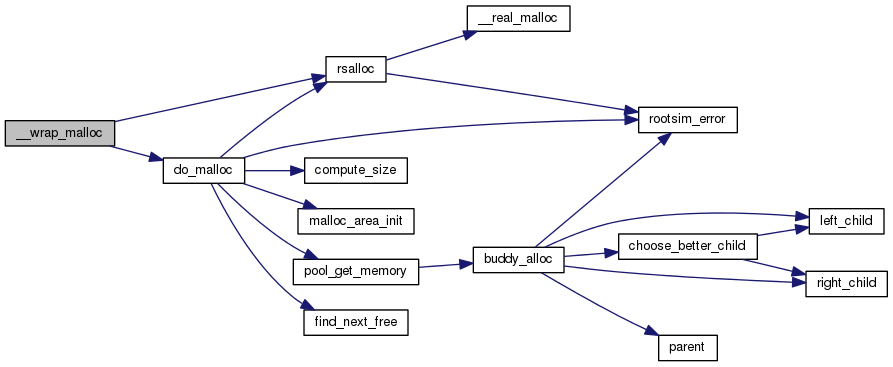 __real_malloc
rsalloc
rootsim_error
__wrap_malloc
do_malloc
compute_size
malloc_area_init
left_child
choose_better_child
buddy_alloc
pool_get_memory
right_child
find_next_free
parent